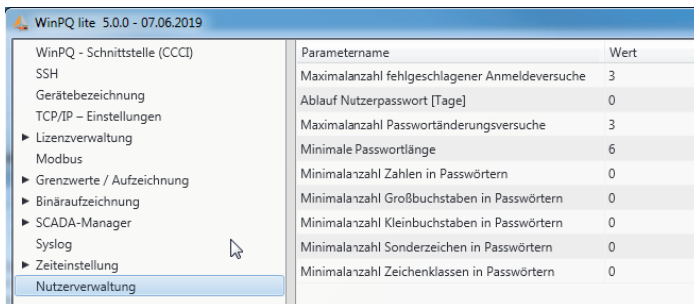 WinPQ lite 5.0.0 - 07.06.2019
WinPQ - Schnittstelle (CCCI)
SSH
Gerätebezeichnung
TCP/IP – Einstellungen
Lizenzverwaltung
Modbus
Grenzwerte / Aufzeichnung
Binäraufzeichnung
SCADA-Manager
Syslog
Zeiteinstellung
Nutzerverwaltung
Parametername Wert
Maximalanzahl fehlgeschlagener Anmeldeversuche 3
Ablauf Nutzerpasswort [Tage] 0
Maximalanzahl Passwortänderungsversuche 3
Minimale Passwortlänge 6
Minimalanzahl Zahlen in Passwörtern 0
Minimalanzahl Großbuchstaben in Passwörtern 0
Minimalanzahl Kleinbuchstaben in Passwörtern 0
Minimalanzahl Sonderzeichen in Passwörtern 0
Minimalanzahl Zeichenklassen in Passwörtern 0